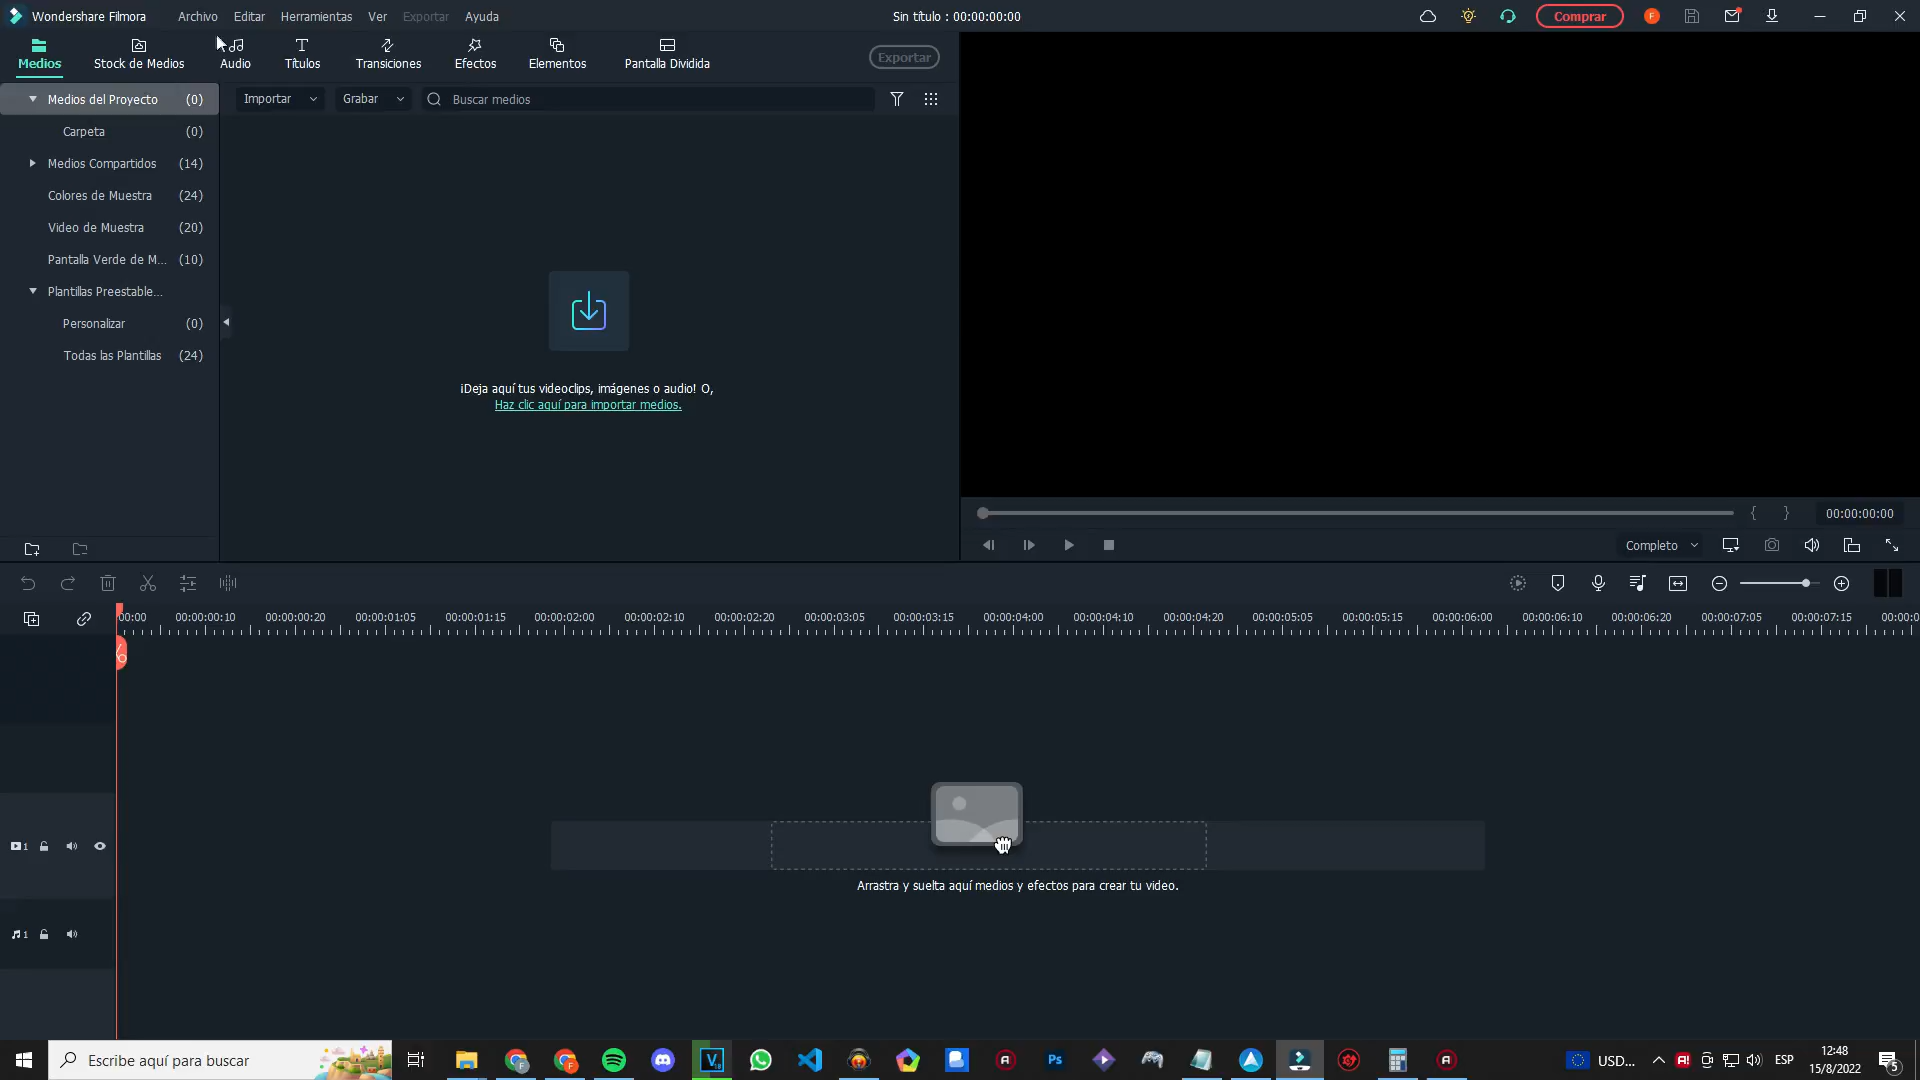 Wondershare Filmora Archivo Editar Herramientas Ver Exportar Ayuda Sin título : 00:00:00:00 Comprar F
Medios Stock de Medios Audio Títulos Transiciones Efectos Elementos Pantalla Dividida Exportar
Medios del Proyecto (0) Importar Grabar Buscar medios
Carpeta (0)
Medios Compartidos (14)
Colores de Muestra (24)
Video de Muestra (20)
Pantalla Verde de M... (10)
Plantillas Preestable...
Personalizar (0)
Todas las Plantillas (24)
¡Deja aquí tus videoclips, imágenes o audio! O,
Haz clic aquí para importar medios.
{ } 00:00:00:00
Completo
00:00 00:00:00:10 00:00:00:20 00:00:01:05 00:00:01:15 00:00:02:00 00:00:02:10 00:00:02:20 00:00:03:05 00:00:03:15 00:00:04:00 00:00:04:10 00:00:04:20 00:00:05:05 00:00:05:15 00:00:06:00 00:00:06:10 00:00:06:20 00:00:07:05 00:00:07:15 00:00:0
1
Arrastra y suelta aquí medios y efectos para crear tu video.
1
Escribe aquí para buscar USD... ESP
12:48
15/8/2022
5